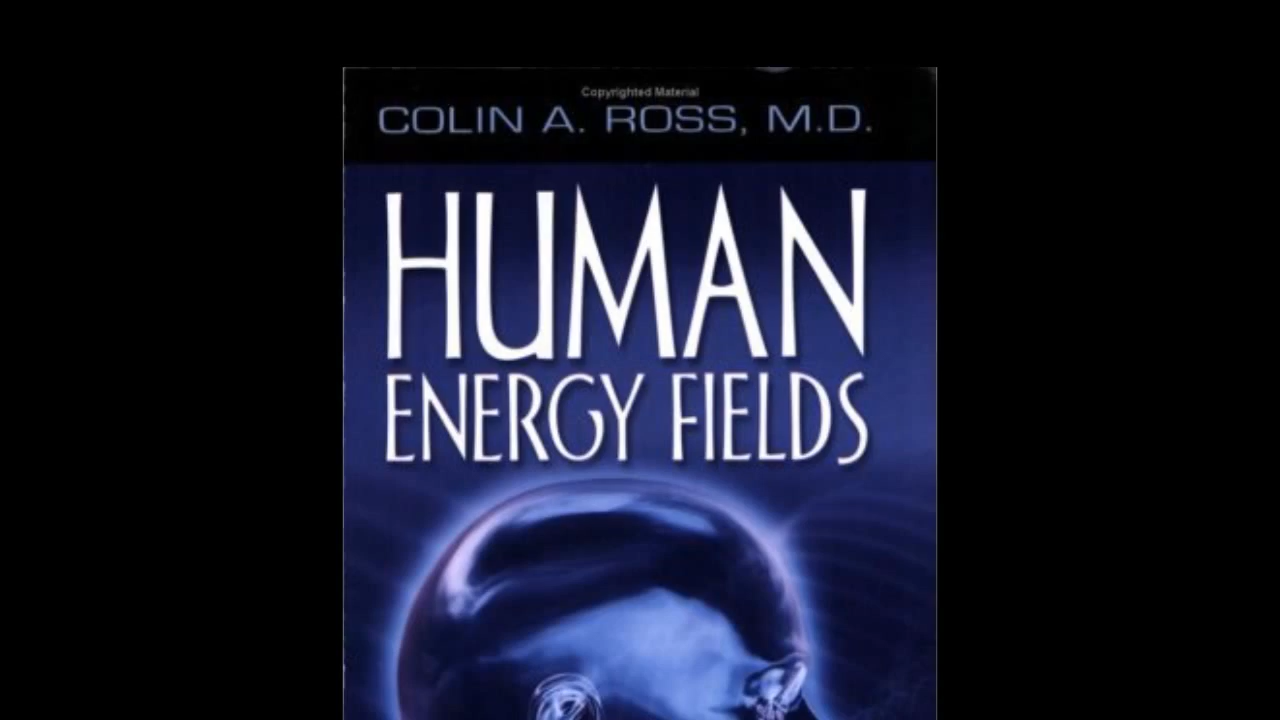 Copyrighted Material
COLIN A. ROSS, M.D.
HUMAN
ENERGY FIELDS